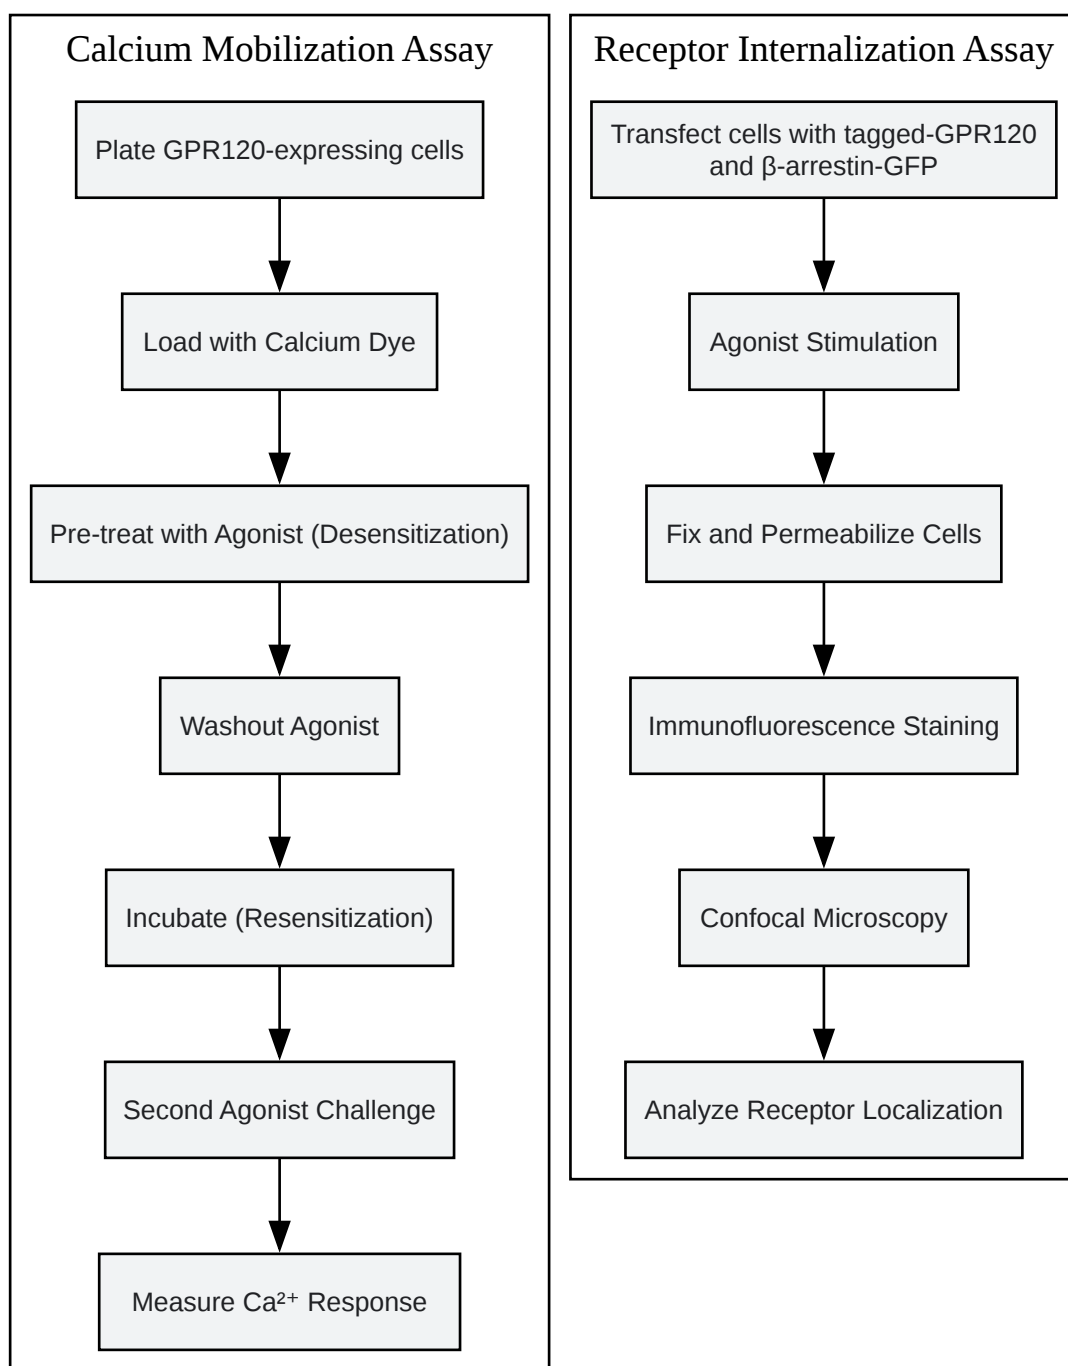 Calcium Mobilization Assay
Plate GPR120-expressing cells
Load with Calcium Dye
Pre-treat with Agonist (Desensitization)
Washout Agonist
Incubate (Resensitization)
Second Agonist Challenge
Measure Ca²⁺ Response
Receptor Internalization Assay
Transfect cells with tagged-GPR120
and β-arrestin-GFP
Agonist Stimulation
Fix and Permeabilize Cells
Immunofluorescence Staining
Confocal Microscopy
Analyze Receptor Localization